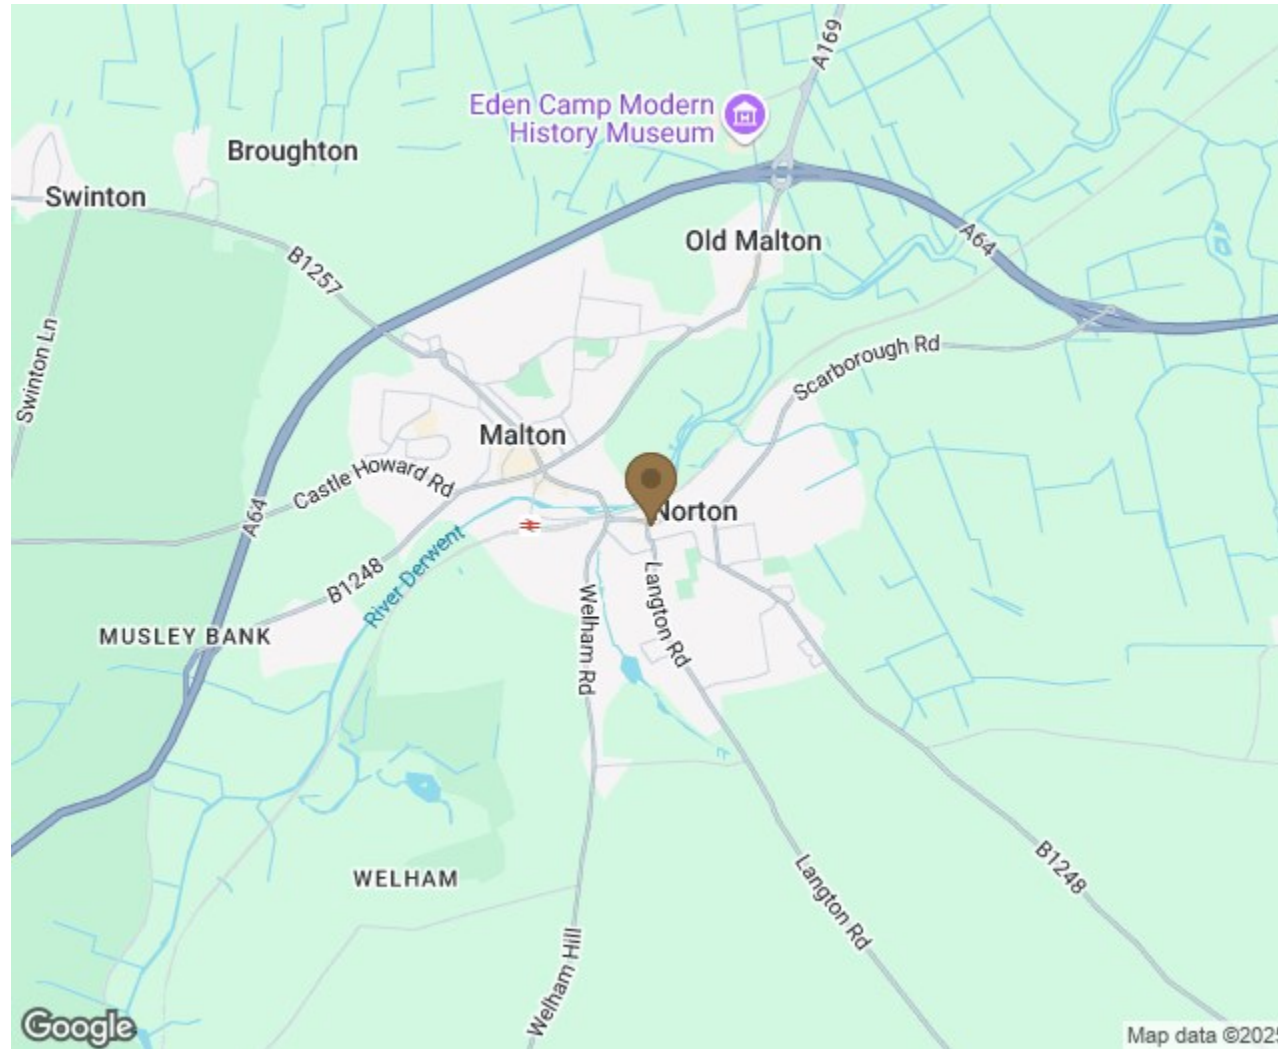 A169
Eden Camp Modern
History Museum
Broughton
Swinton
Old Malton
A64
B1257
Scarborough Rd
Swinton Ln
Malton
Castle Howard Rd
A64
Norton
B1248
River Derwent
Langton Rd
Welham Rd
MUSLEY BANK
B1248
WELHAM
Langton Rd
Welham Hill
Google
Map data ©2025